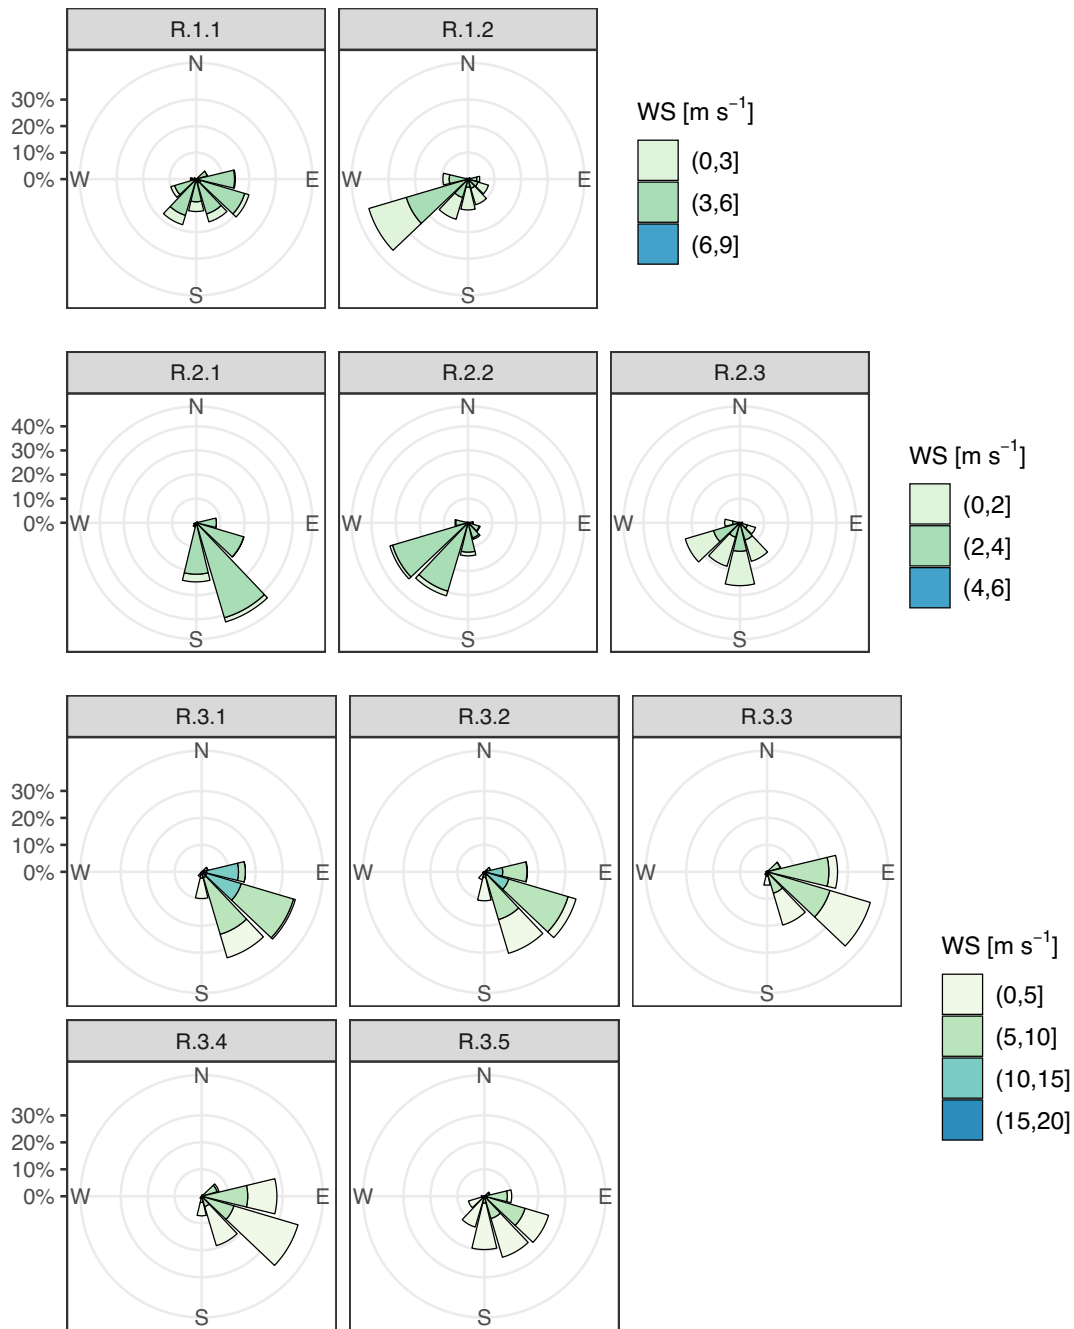 R.1.1
R.1.2
N
N
30%
20%
10%
0%
W
E
W
E
S
S
WS [m s⁻¹]
(0,3]
(3,6]
(6,9]
R.2.1
R.2.2
R.2.3
N
N
N
40%
30%
20%
10%
0%
W
E
W
E
W
E
S
S
S
WS [m s⁻¹]
(0,2]
(2,4]
(4,6]
R.3.1
R.3.2
R.3.3
N
N
N
30%
20%
10%
0%
W
E
W
E
W
E
S
S
S
R.3.4
R.3.5
N
N
30%
20%
10%
0%
W
E
W
E
S
S
WS [m s⁻¹]
(0,5]
(5,10]
(10,15]
(15,20]